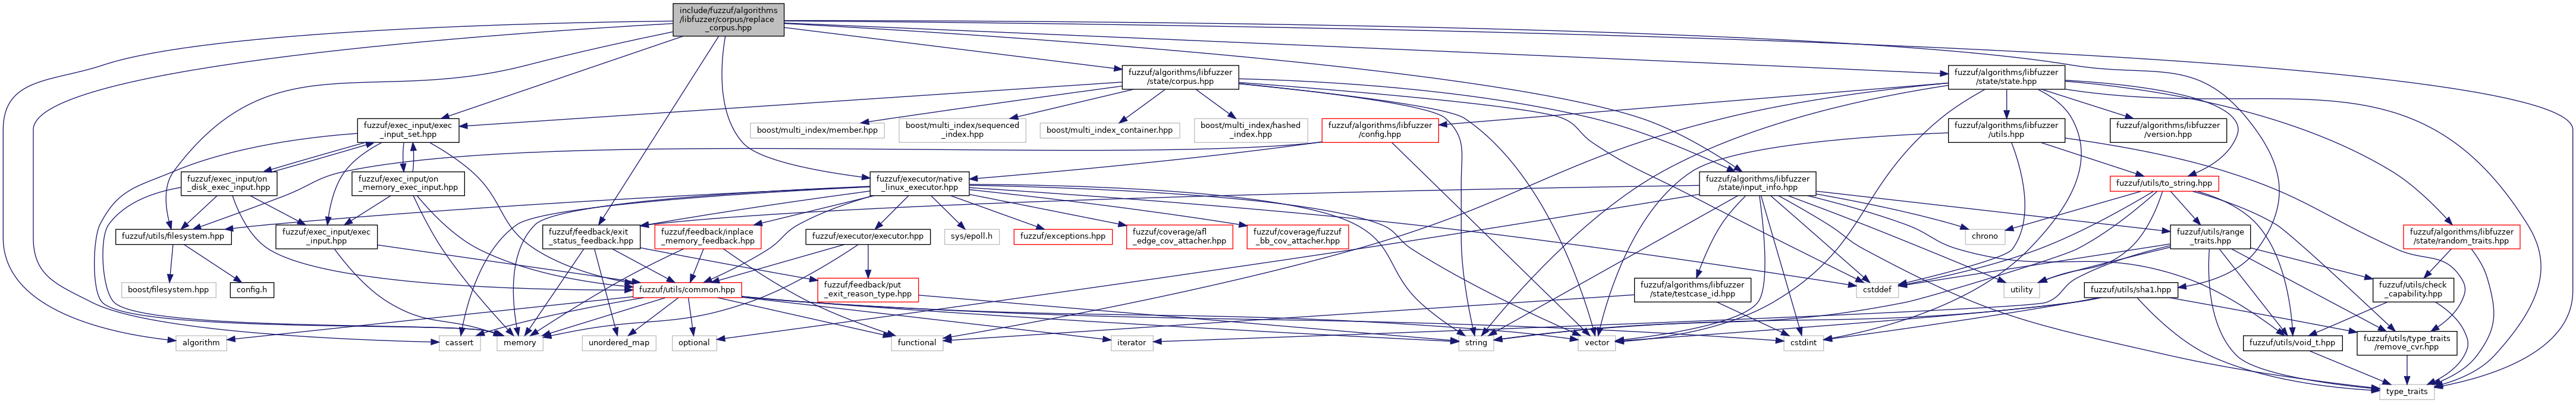 include/fuzzuf/algorithms
/libfuzzer/corpus/replace
_corpus.hpp
fuzzuf/algorithms/libfuzzer
/state/corpus.hpp
fuzzuf/algorithms/libfuzzer
/state/state.hpp
fuzzuf/exec_input/exec
_input_set.hpp
boost/multi_index/member.hpp
boost/multi_index/sequenced
_index.hpp
boost/multi_index_container.hpp
boost/multi_index/hashed
_index.hpp
fuzzuf/algorithms/libfuzzer
/config.hpp
fuzzuf/algorithms/libfuzzer
/utils.hpp
fuzzuf/algorithms/libfuzzer
/version.hpp
fuzzuf/exec_input/on
_disk_exec_input.hpp
fuzzuf/exec_input/on
_memory_exec_input.hpp
fuzzuf/executor/native
_linux_executor.hpp
fuzzuf/algorithms/libfuzzer
/state/input_info.hpp
fuzzuf/utils/to_string.hpp
fuzzuf/utils/filesystem.hpp
fuzzuf/exec_input/exec
_input.hpp
fuzzuf/feedback/exit
_status_feedback.hpp
fuzzuf/feedback/inplace
_memory_feedback.hpp
fuzzuf/executor/executor.hpp
sys/epoll.h
fuzzuf/exceptions.hpp
fuzzuf/coverage/afl
_edge_cov_attacher.hpp
fuzzuf/coverage/fuzzuf
_bb_cov_attacher.hpp
chrono
fuzzuf/utils/range
_traits.hpp
fuzzuf/algorithms/libfuzzer
/state/random_traits.hpp
boost/filesystem.hpp
config.h
fuzzuf/utils/common.hpp
fuzzuf/feedback/put
_exit_reason_type.hpp
fuzzuf/algorithms/libfuzzer
/state/testcase_id.hpp
cstddef
utility
fuzzuf/utils/sha1.hpp
fuzzuf/utils/check
_capability.hpp
algorithm
cassert
memory
unordered_map
optional
functional
iterator
string
vector
cstdint
fuzzuf/utils/void_t.hpp
fuzzuf/utils/type_traits
/remove_cvr.hpp
type_traits